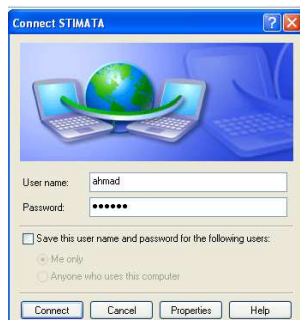 Connect STIMATA
User name: ahmad
Password: ••••••
Save this user name and password for the following users:
Me only
Anyone who uses this computer
Connect Cancel Properties Help